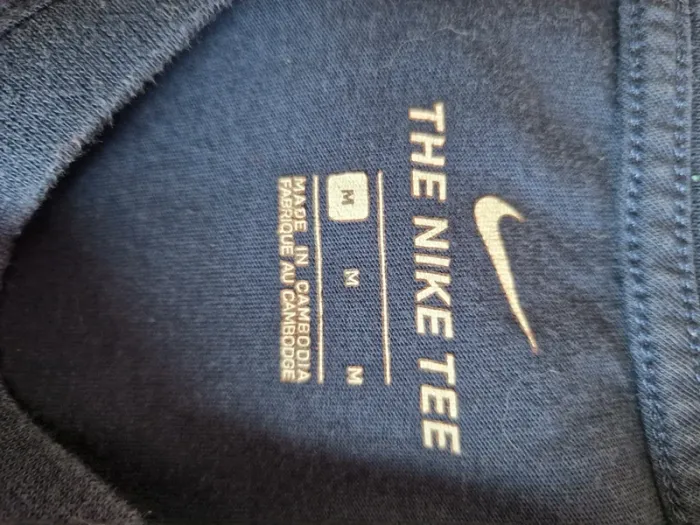 THE NIKE TEE
M M M
MADE IN CAMBODIA
FABRIQUE AU CAMBODGE